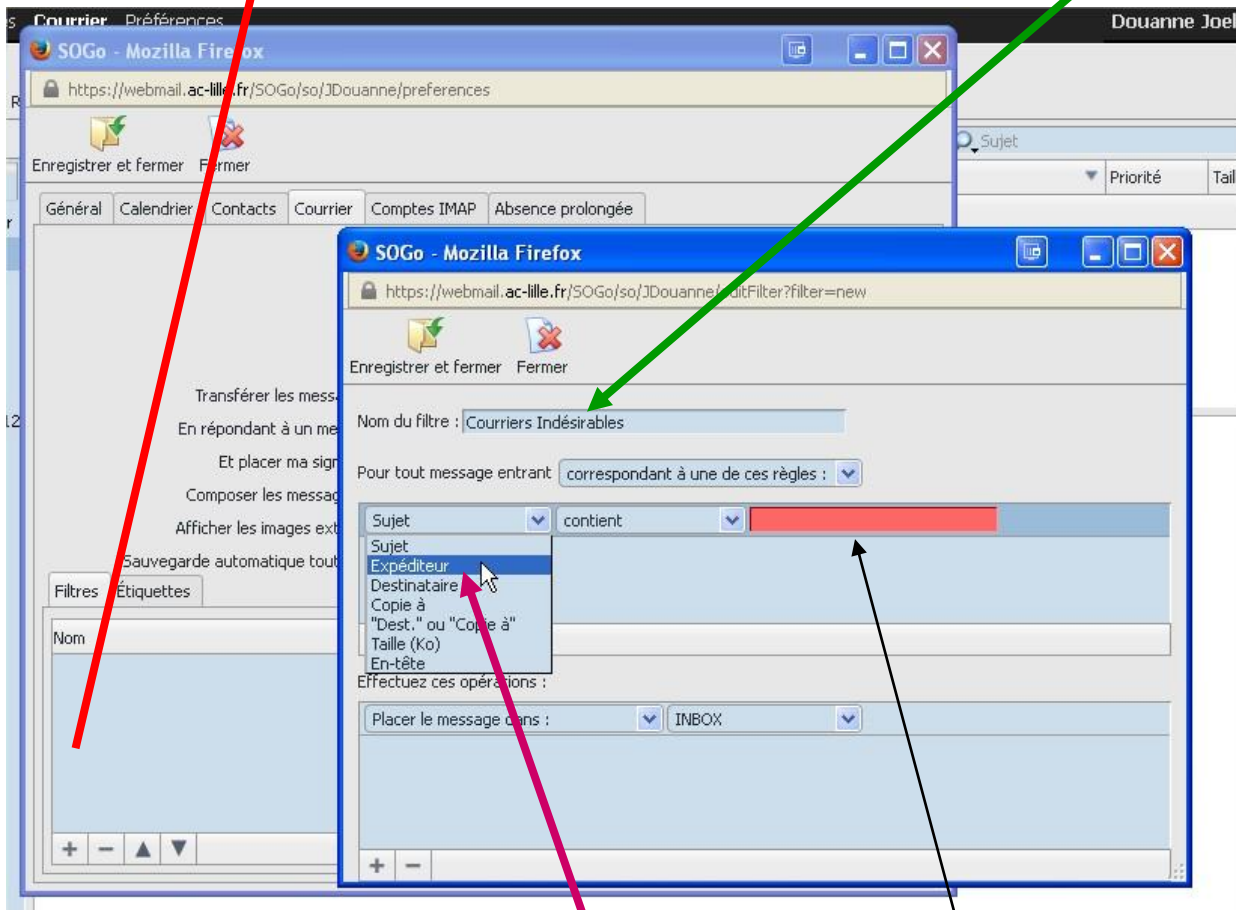 s Courrier Préférences Douanne Joel
SOGo - Mozilla Firefox
https://webmail.ac-lille.fr/SOGo/so/JDouanne/preferences
R
Enregistrer et fermer Fermer
Sujet
Priorité Tail
Général Calendrier Contacts Courrier Comptes IMAP Absence prolongée
r
SOGo - Mozilla Firefox
https://webmail.ac-lille.fr/SOGo/so/JDouanne/editFilter?filter=new
Enregistrer et fermer Fermer
Transférer les messa
12
En répondant à un me
Nom du filtre : Courriers Indésirables
Et placer ma sign
Pour tout message entrant correspondant à une de ces règles :
Composer les messag
Afficher les images ext
Sujet contient
Sujet
Expéditeur
Sauvegarde automatique tout
Destinataire
Filtres Étiquettes
Copie à
"Dest." ou "Copie à"
Nom
Taille (Ko)
En-tête
Effectuez ces opérations :
Placer le message dans : INBOX